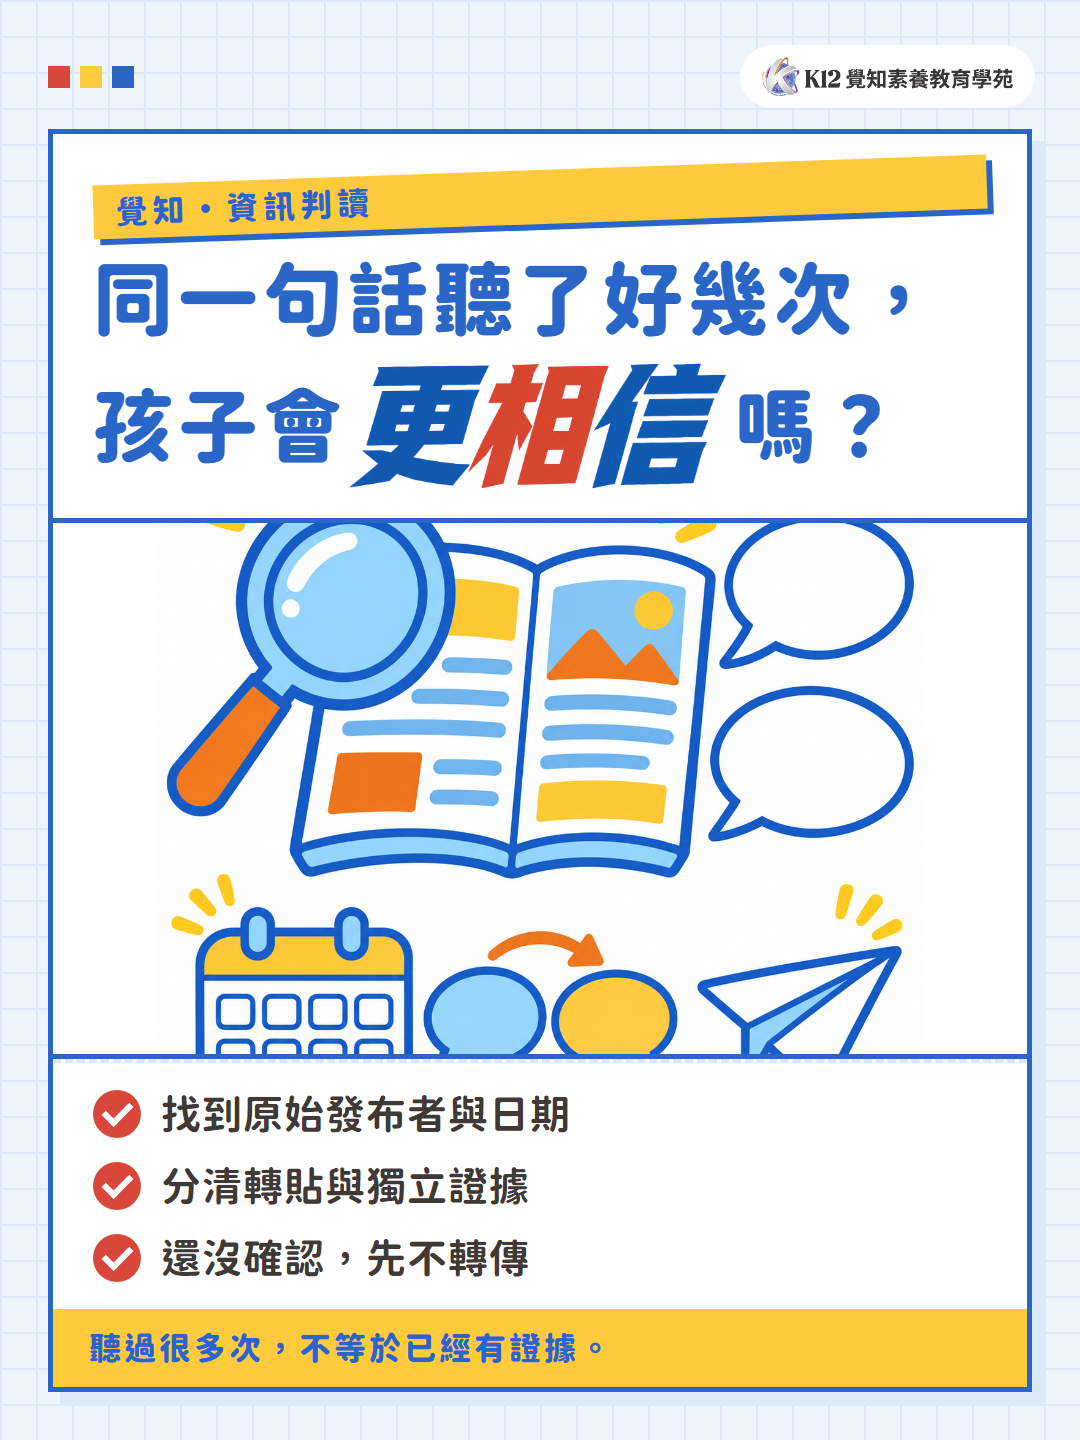 K12 覺知素養教育學苑
覺知・資訊判讀
同一句話聽了好幾次，
孩子會更相信嗎？
找到原始發布者與日期
分清轉貼與獨立證據
還沒確認，先不轉傳
聽過很多次，不等於已經有證據。